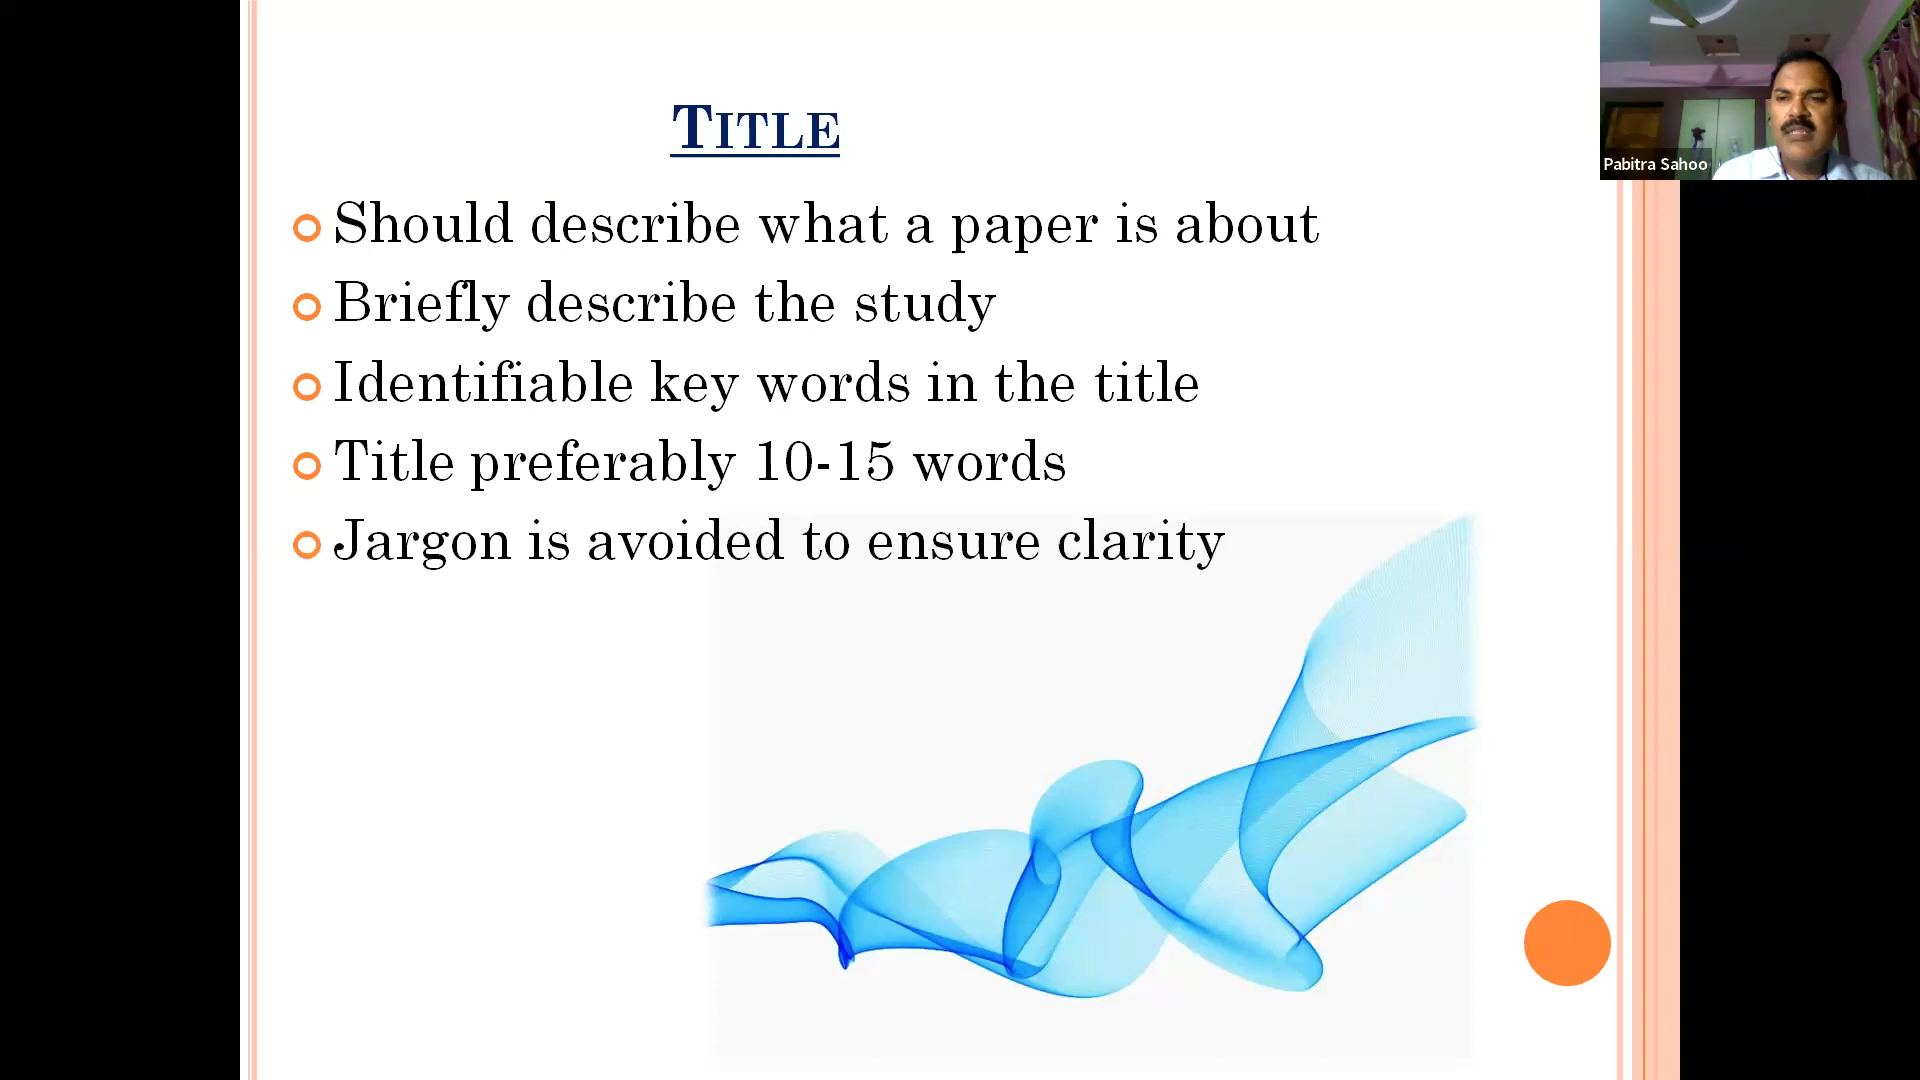 TITLE
Should describe what a paper is about
Briefly describe the study
Identifiable key words in the title
Title preferably 10-15 words
Jargon is avoided to ensure clarity
Pabitra Sahoo